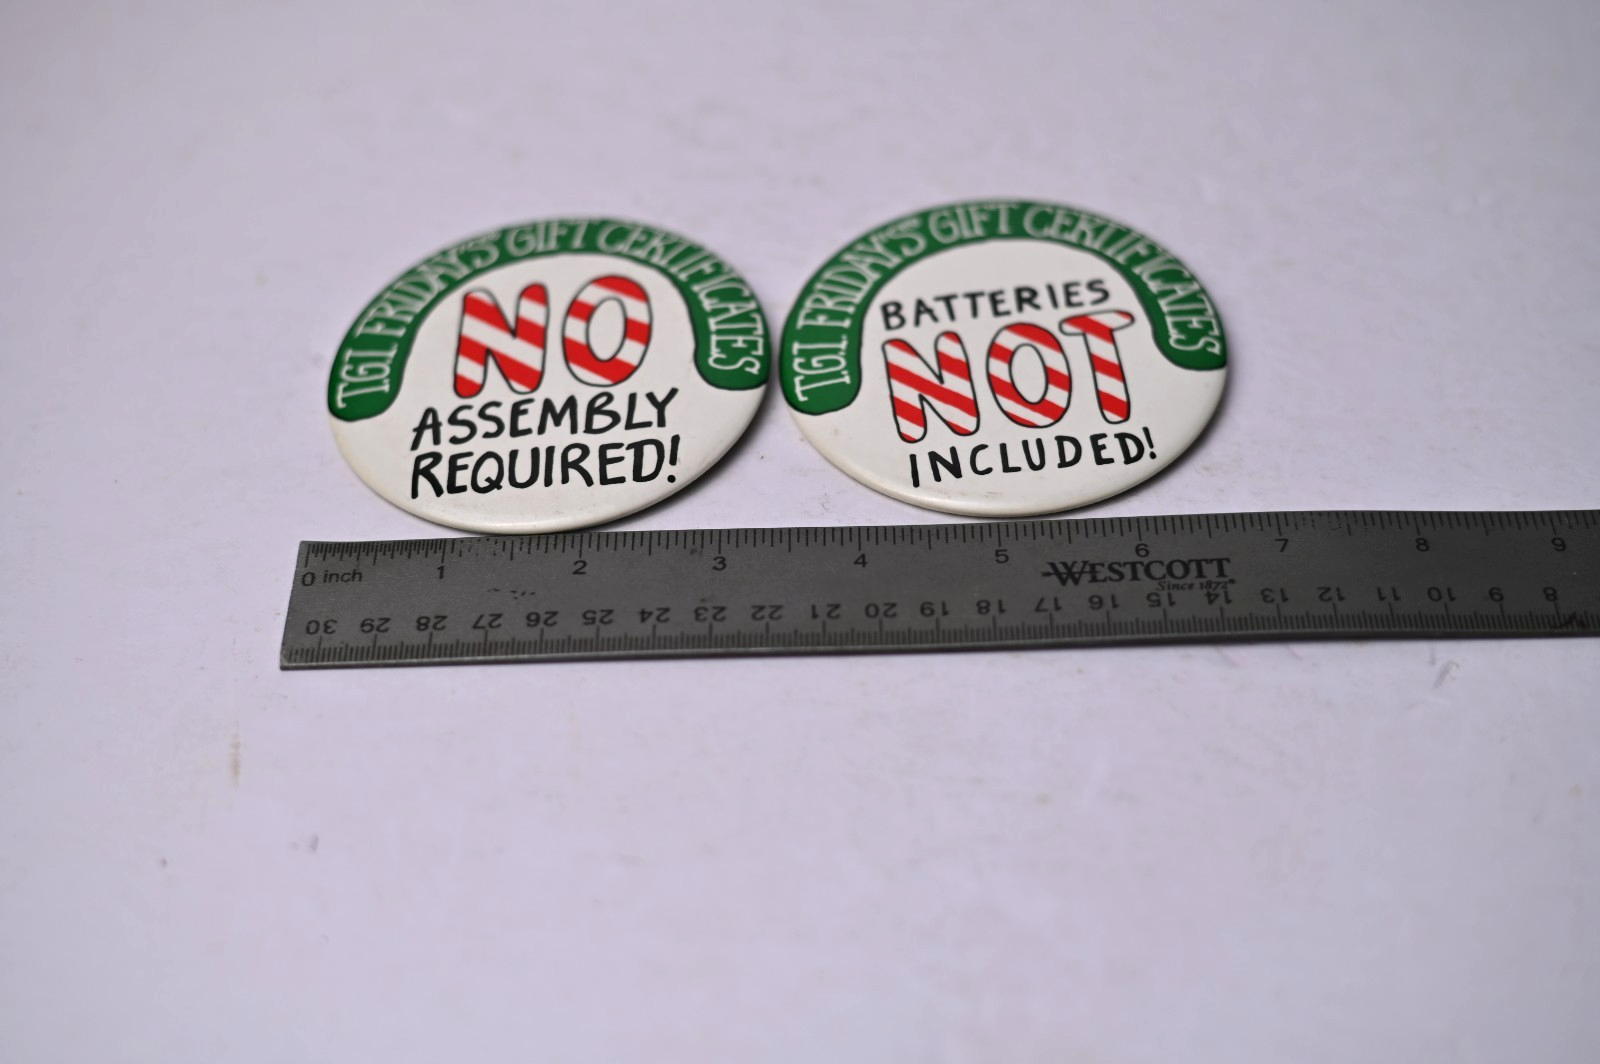 T.G.I. FRIDAY'S GIFT CERTIFICATES
NO
ASSEMBLY
REQUIRED!
T.G.I. FRIDAY'S GIFT CERTIFICATES
BATTERIES
NOT
INCLUDED!
0 inch 1 2 3 4 5 6 7 8 9
WESTCOTT
Since 1872®
30 29 28 27 26 25 24 23 22 21 20 19 18 17 16 15 14 13 12 11 10 9 8